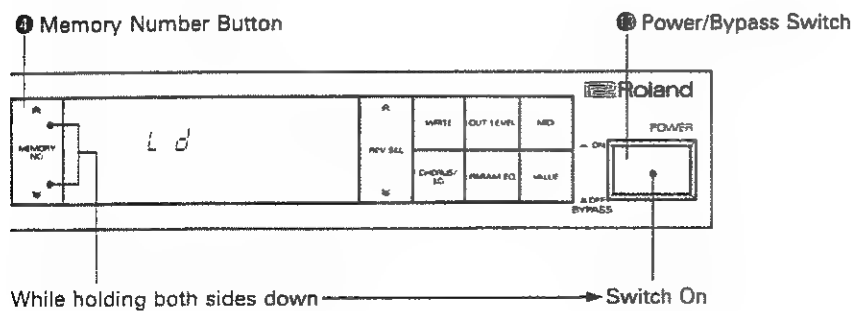 ❹ Memory Number Button
⓲ Power/Bypass Switch
Roland
POWER
ON
OFF
BYPASS
MEMORY
NO.
L d
REV. SEL
WRITE
OUT LEVEL
MIDI
CHORUS/
EQ
PARAM EQ.
VALUE
While holding both sides down
Switch On